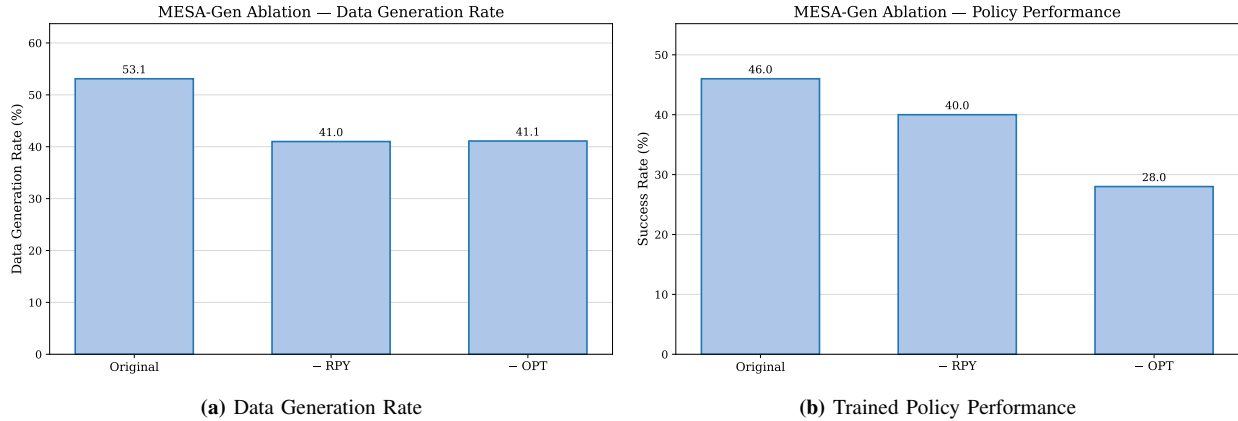 MESA-Gen Ablation — Data Generation Rate
Data Generation Rate (%)
60
50
40
30
20
10
0
53.1
41.0
41.1
Original
− RPY
− OPT
(a) Data Generation Rate
MESA-Gen Ablation — Policy Performance
Success Rate (%)
50
40
30
20
10
0
46.0
40.0
28.0
Original
− RPY
− OPT
(b) Trained Policy Performance